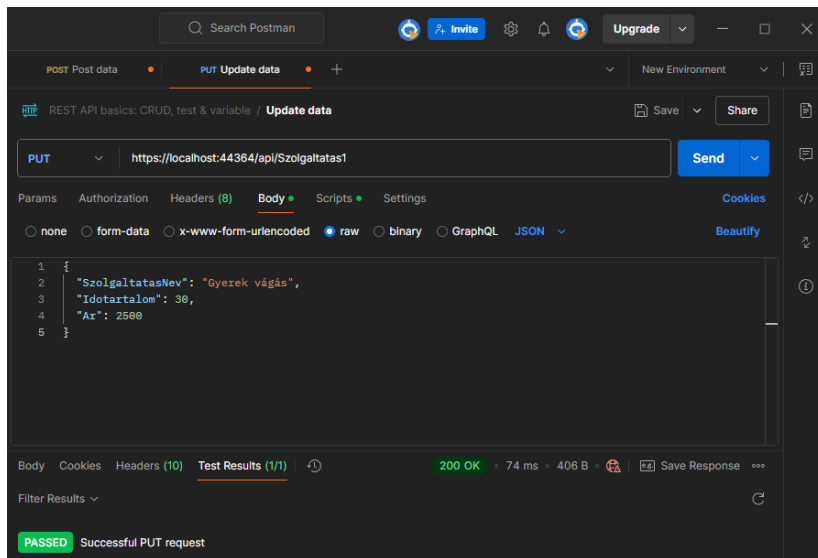 Search Postman Invite Upgrade
POST Post data PUT Update data New Environment
HTTP REST API basics: CRUD, test & variable / Update data Save Share
PUT https://localhost:44364/api/Szolgaltatas1 Send
Params Authorization Headers (8) Body Scripts Settings Cookies
none form-data x-www-form-urlencoded raw binary GraphQL JSON Beautify
1 {
2 "SzolgaltatasNev": "Gyerek vágás",
3 "Idotartalom": 30,
4 "Ar": 2500
5 }
Body Cookies Headers (10) Test Results (1/1) 200 OK 74 ms 406 B e.g. Save Response
Filter Results
PASSED Successful PUT request